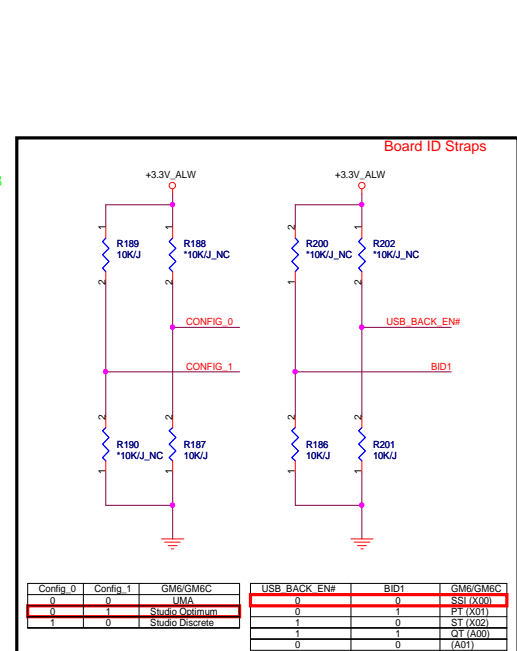 Board ID Straps
+3.3V_ALW
+3.3V_ALW
1 1 2 1
R189 10K/J
R188 *10K/J_NC
R200 *10K/J_NC
R202 *10K/J_NC
2 2 1 2
CONFIG_0
USB_BACK_EN#
CONFIG_1
BID1
2 2 2 2
R190 *10K/J_NC
R187 10K/J
R186 10K/J
R201 10K/J
1 1 1 1
Config_0 Config_1 GM6/GM6C
0 0 UMA
0 1 Studio Optimum
1 0 Studio Discrete
USB_BACK_EN# BID1 GM6/GM6C
0 0 SSI (X00)
0 1 PT (X01)
1 0 ST (X02)
1 1 QT (A00)
0 0 (A01)